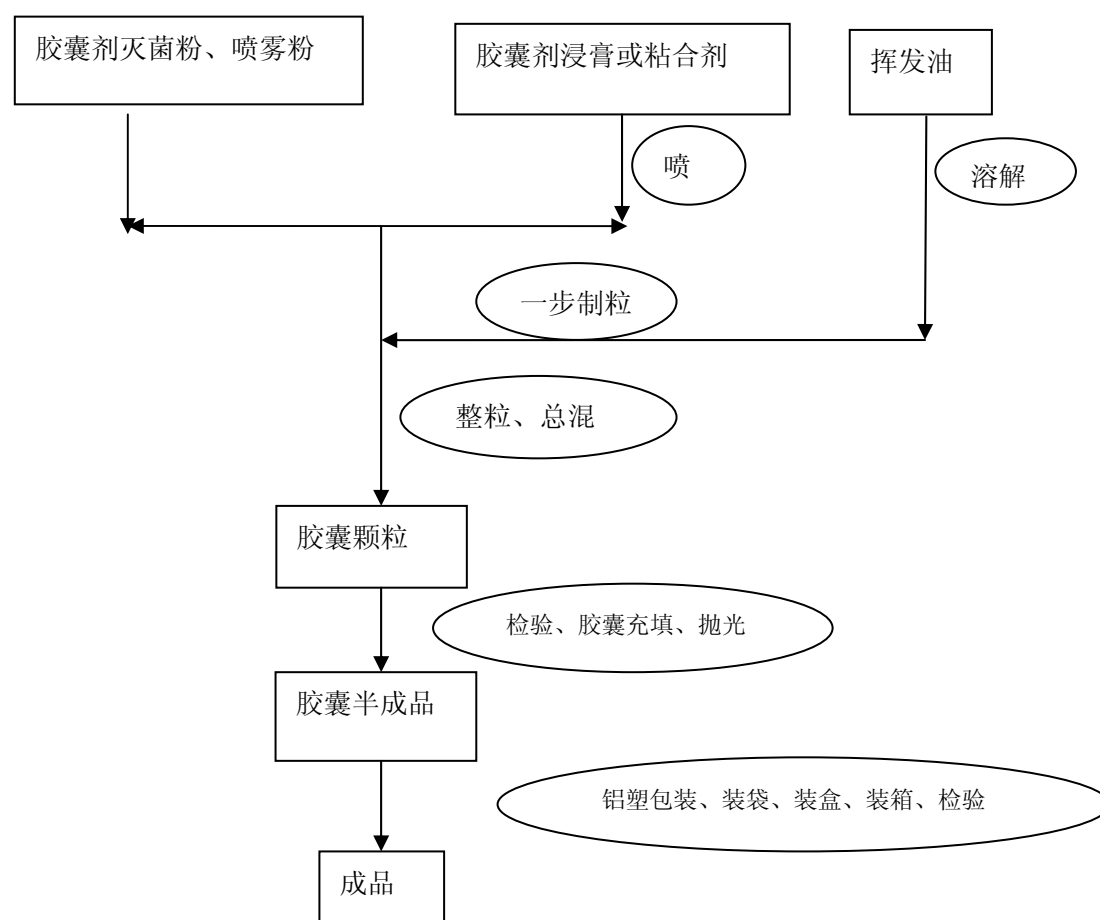 胶囊剂灭菌粉、喷雾粉
胶囊剂浸膏或粘合剂
挥发油
喷
溶解
一步制粒
整粒、总混
胶囊颗粒
检验、胶囊充填、抛光
胶囊半成品
铝塑包装、装袋、装盒、装箱、检验
成品